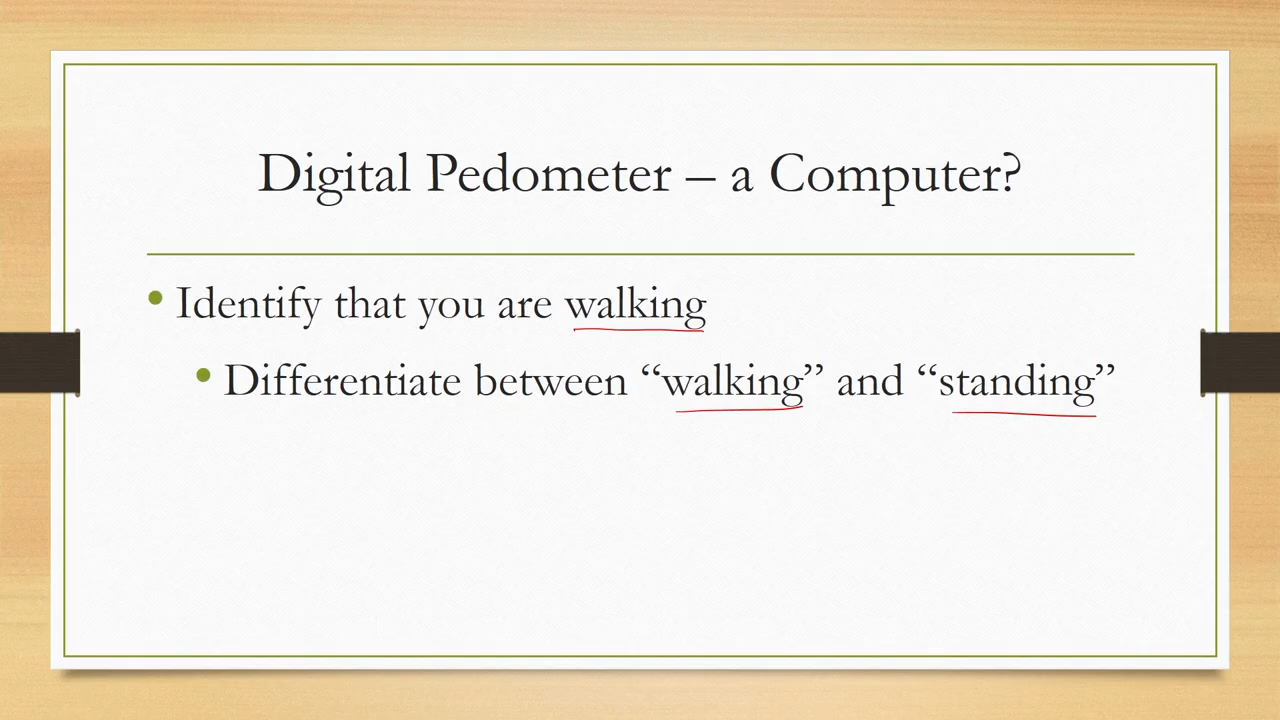 Digital Pedometer – a Computer?
• Identify that you are walking
• Differentiate between “walking” and “standing”